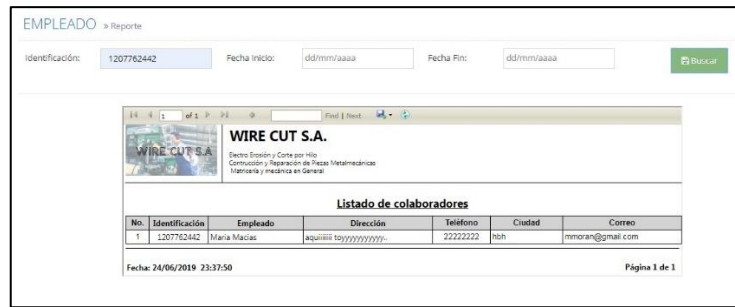 EMPLEADO » Reporte
Identificación: 1207762442 Fecha Inicio: dd/mm/aaaa Fecha Fin: dd/mm/aaaa Buscar
1 of 1 Find | Next
WIRE CUT S.A
WIRE CUT S.A.
Electro Erosión y Corte por Hilo
Contrucción y Reparación de Piezas Metalmecánicas
Matricería y mecánica en General
Listado de colaboradores
No. Identificación Empleado Dirección Teléfono Ciudad Correo
1 1207762442 Maria Macias aquiiiiiii toyyyyyyyyyyy.. 22222222 hbh mmoran@gmail.com
Fecha: 24/06/2019 23:37:50 Página 1 de 1